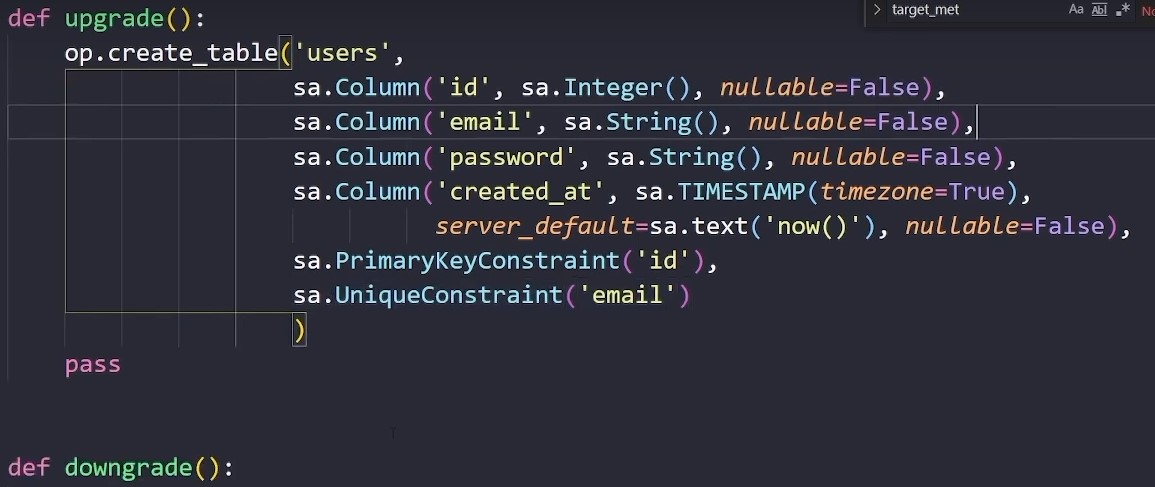 target_met
Aa Abl .*
def upgrade():
op.create_table('users',
sa.Column('id', sa.Integer(), nullable=False),
sa.Column('email', sa.String(), nullable=False),
sa.Column('password', sa.String(), nullable=False),
sa.Column('created_at', sa.TIMESTAMP(timezone=True),
server_default=sa.text('now()'), nullable=False),
sa.PrimaryKeyConstraint('id'),
sa.UniqueConstraint('email')
)
pass
def downgrade():